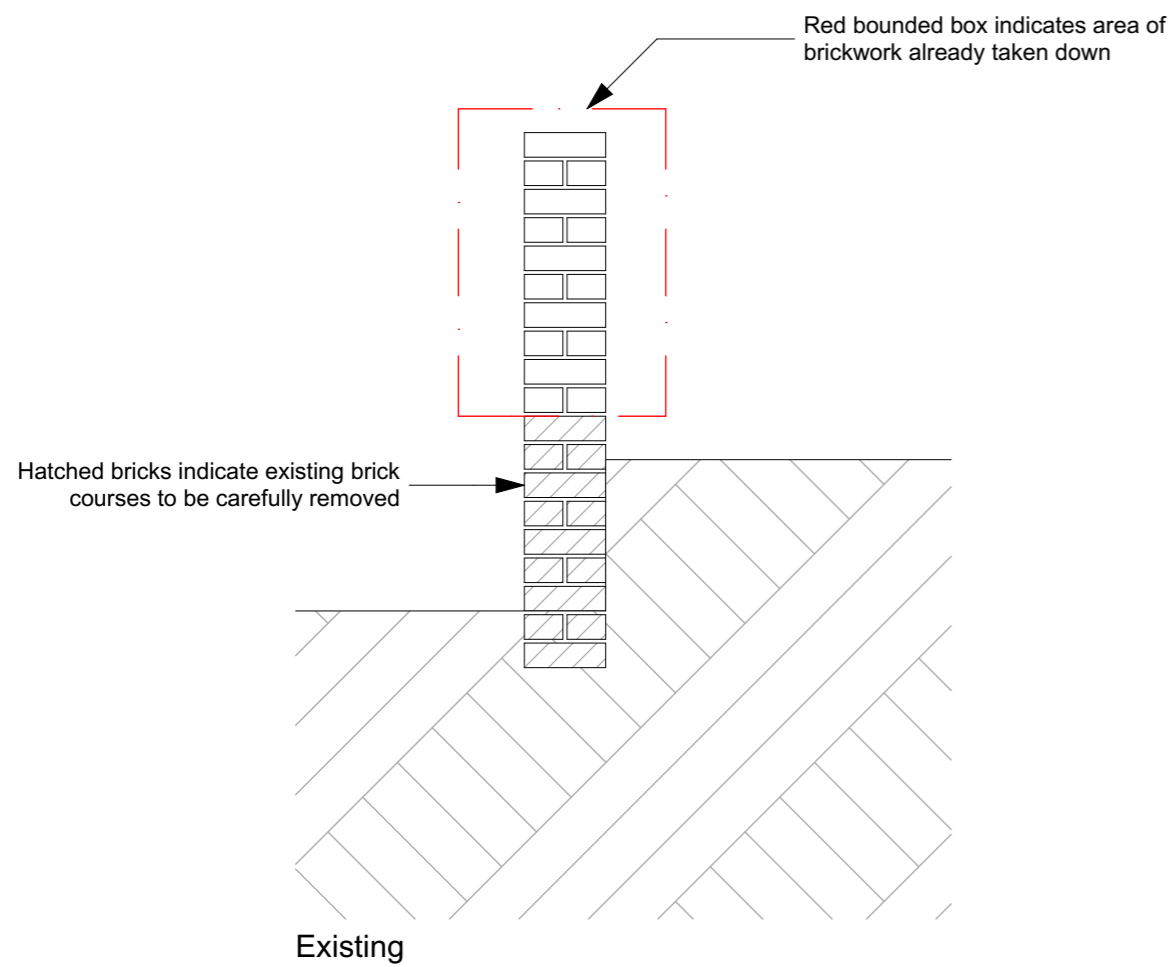 Red bounded box indicates area of
brickwork already taken down
Hatched bricks indicate existing brick
courses to be carefully removed
Existing